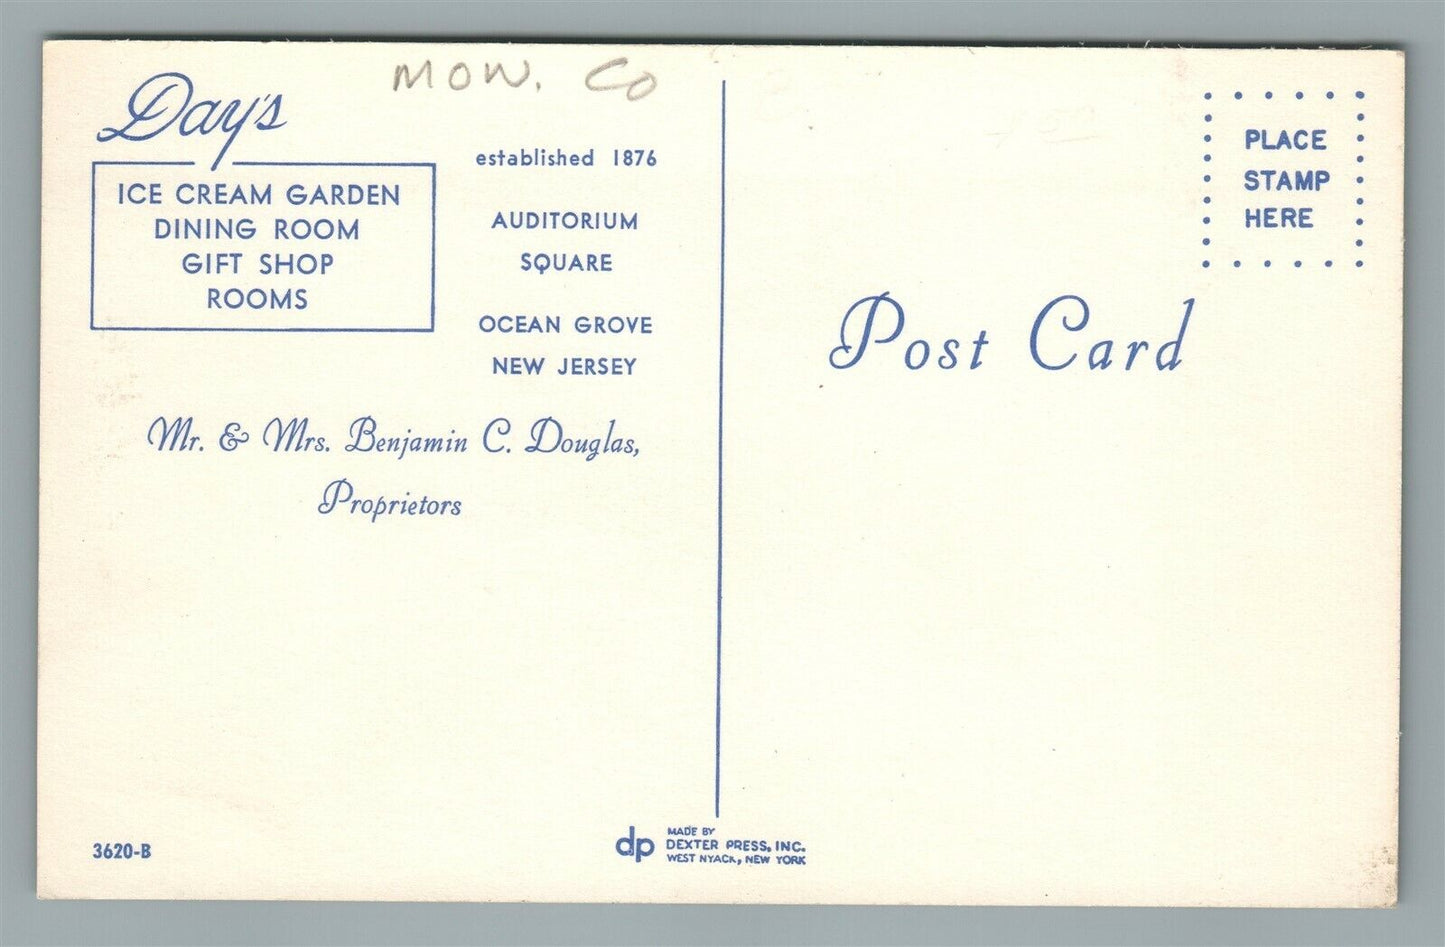 MOW. CO
Day's
ICE CREAM GARDEN
DINING ROOM
GIFT SHOP
ROOMS
established 1876
AUDITORIUM
SQUARE
OCEAN GROVE
NEW JERSEY
Mr. & Mrs. Benjamin C. Douglas,
Proprietors
3620-B
dp
MADE BY
DEXTER PRESS, INC.
WEST NYACK, NEW YORK
PLACE
STAMP
HERE
Post Card